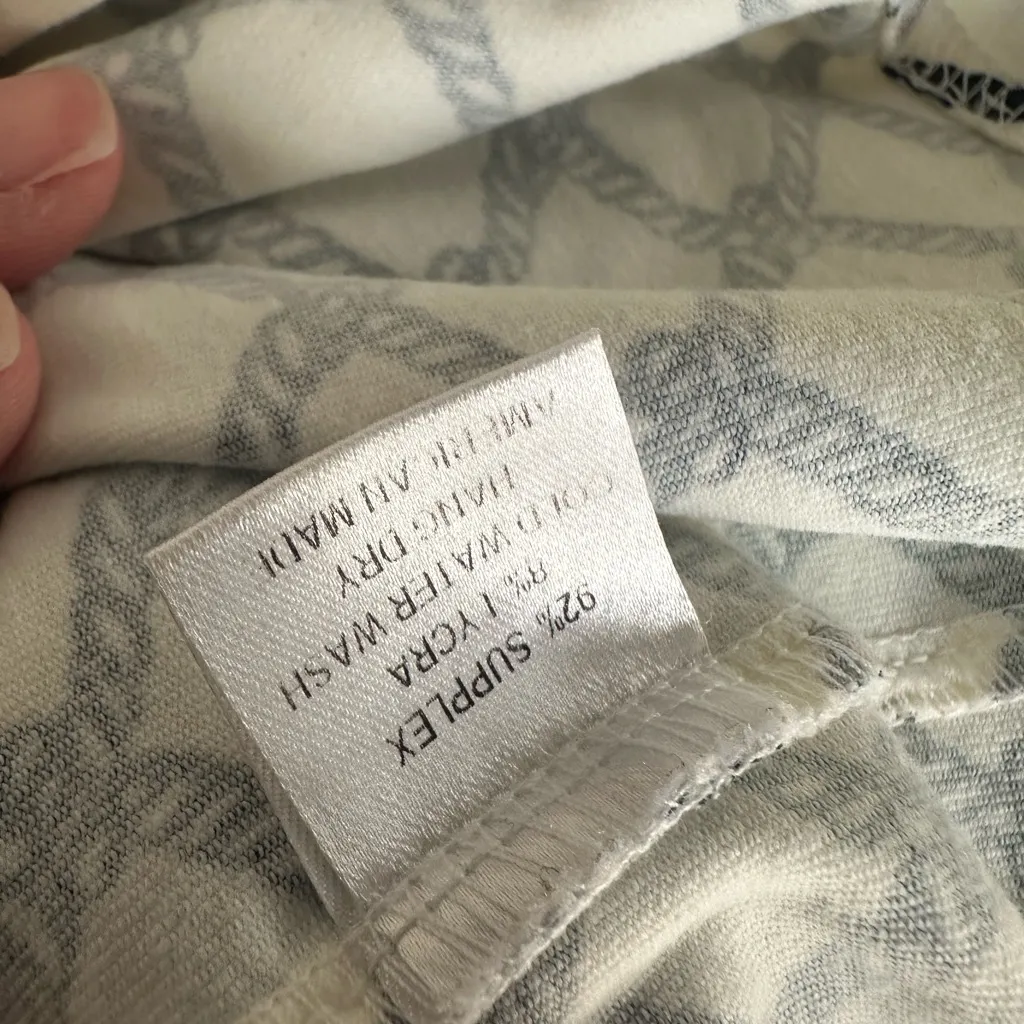 92% SUPPLEX
8% LYCRA
COLD WATER WASH
HANG DRY
AMERICAN MADE